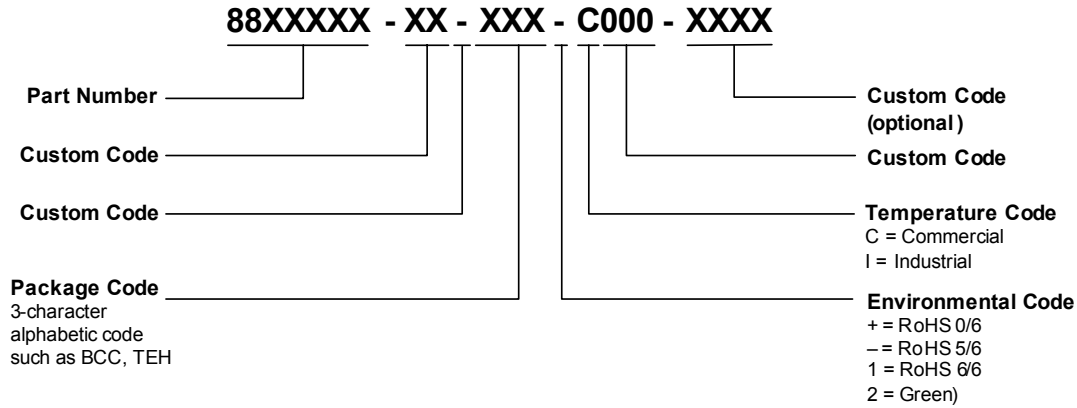 88XXXXX - XX - XXX - C000 - XXXX
Part Number
Custom Code
Custom Code
Package Code
3-character
alphabetic code
such as BCC, TEH
Custom Code
(optional)
Custom Code
Temperature Code
C = Commercial
I = Industrial
Environmental Code
+ = RoHS 0/6
– = RoHS 5/6
1 = RoHS 6/6
2 = Green)